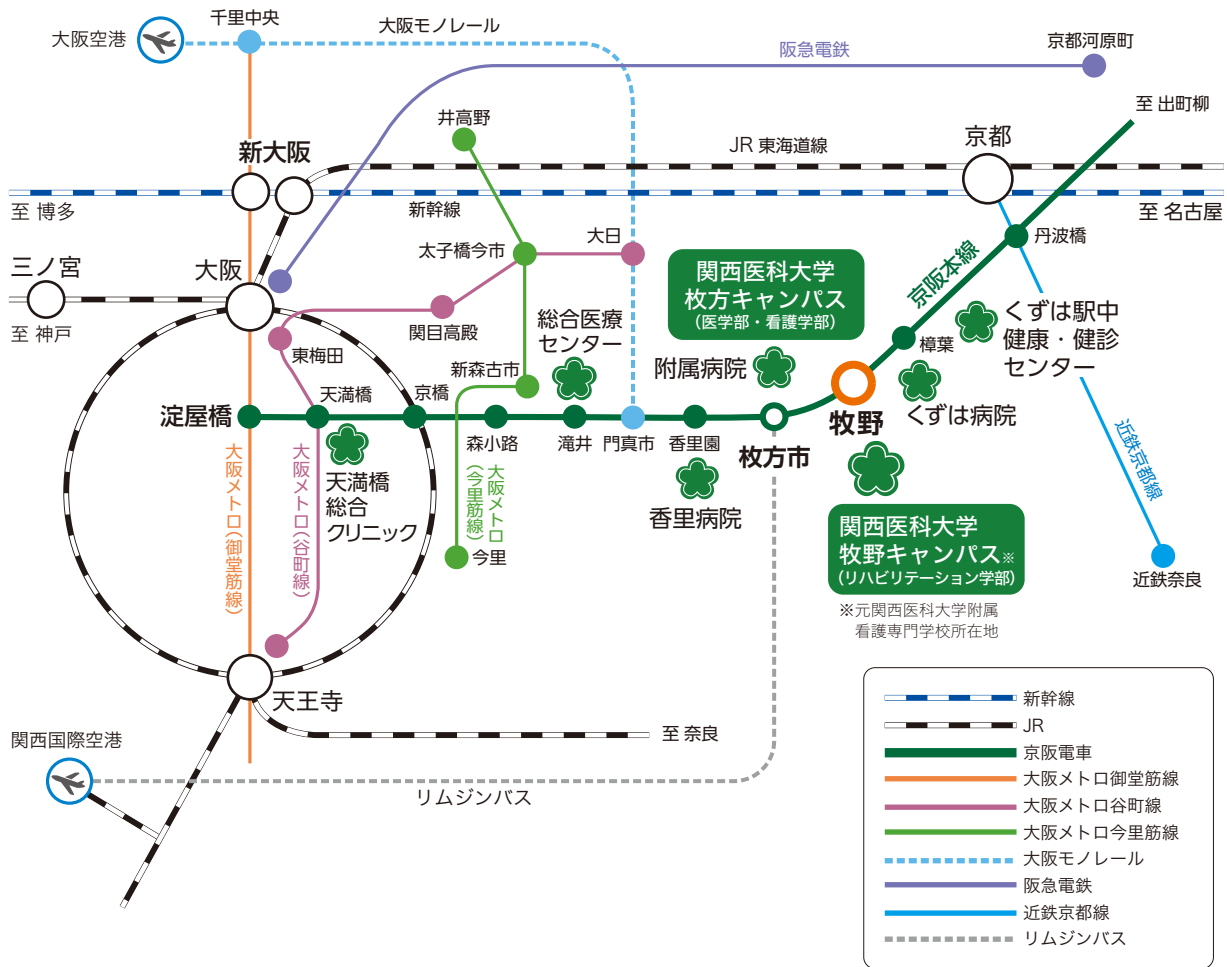 千里中央
大阪モノレール
大阪空港
阪急電鉄
京都河原町
至 出町柳
井高野
新大阪
JR 東海道線
京都
至 博多
新幹線
至 名古屋
太子橋今市
大日
丹波橋
三ノ宮
大阪
至 神戸
関目高殿
東梅田
総合医療
センター
関西医科大学
枚方キャンパス
(医学部・看護学部)
京阪本線
附属病院
樟葉
くずは駅中
健康・健診
センター
くずは病院
新森古市
淀屋橋
天満橋
京橋
森小路
滝井
門真市
香里園
枚方市
牧野
大阪メトロ(御堂筋線)
大阪メトロ(谷町線)
天満橋
総合
クリニック
大阪メトロ
(今里筋線)
今里
香里病院
関西医科大学
牧野キャンパス※
(リハビリテーション学部)
※元関西医科大学附属
看護専門学校所在地
近鉄京都線
近鉄奈良
天王寺
至 奈良
関西国際空港
リムジンバス
新幹線
JR
京阪電車
大阪メトロ御堂筋線
大阪メトロ谷町線
大阪メトロ今里筋線
大阪モノレール
阪急電鉄
近鉄京都線
リムジンバス